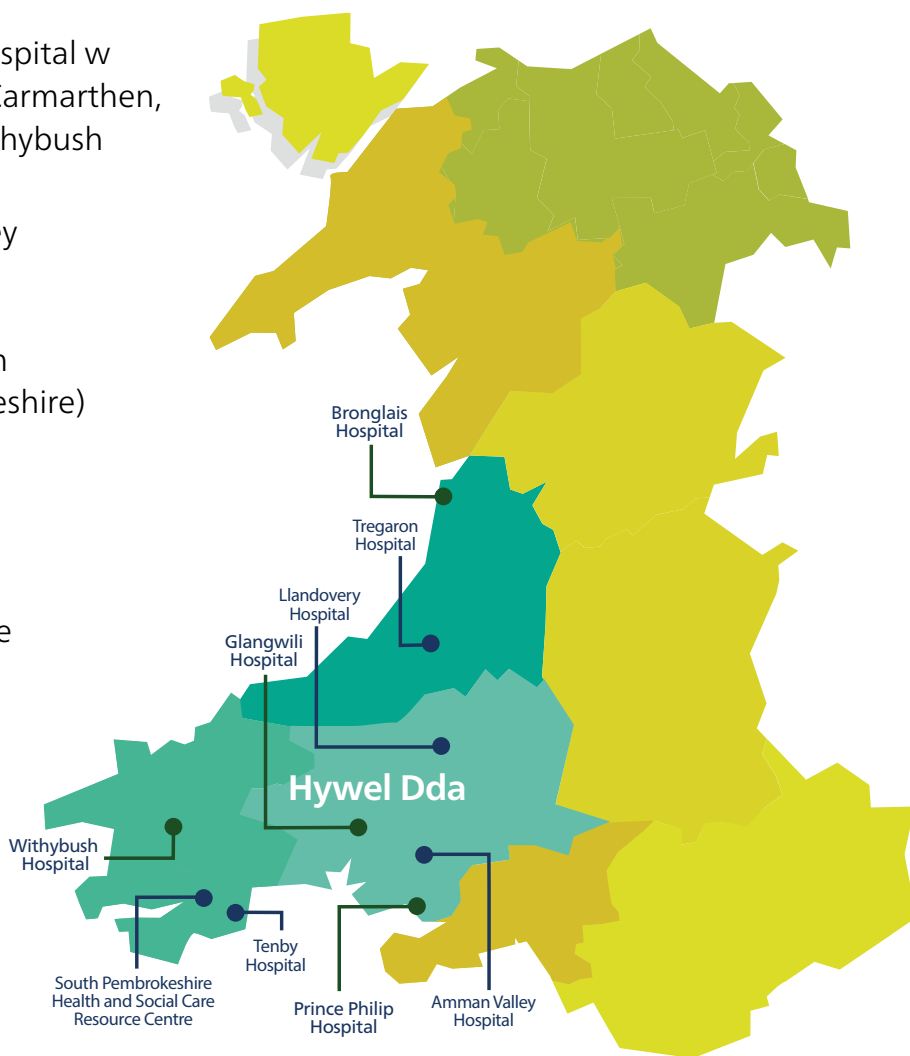 spital w
Carmarthen,
hybush
ey
eshire)
e
Bronglais
Hospital
Tregaron
Hospital
Llandovery
Hospital
Glangwili
Hospital
Hywel Dda
Withybush
Hospital
Tenby
Hospital
South Pembrokeshire
Health and Social Care
Resource Centre
Prince Philip
Hospital
Amman Valley
Hospital